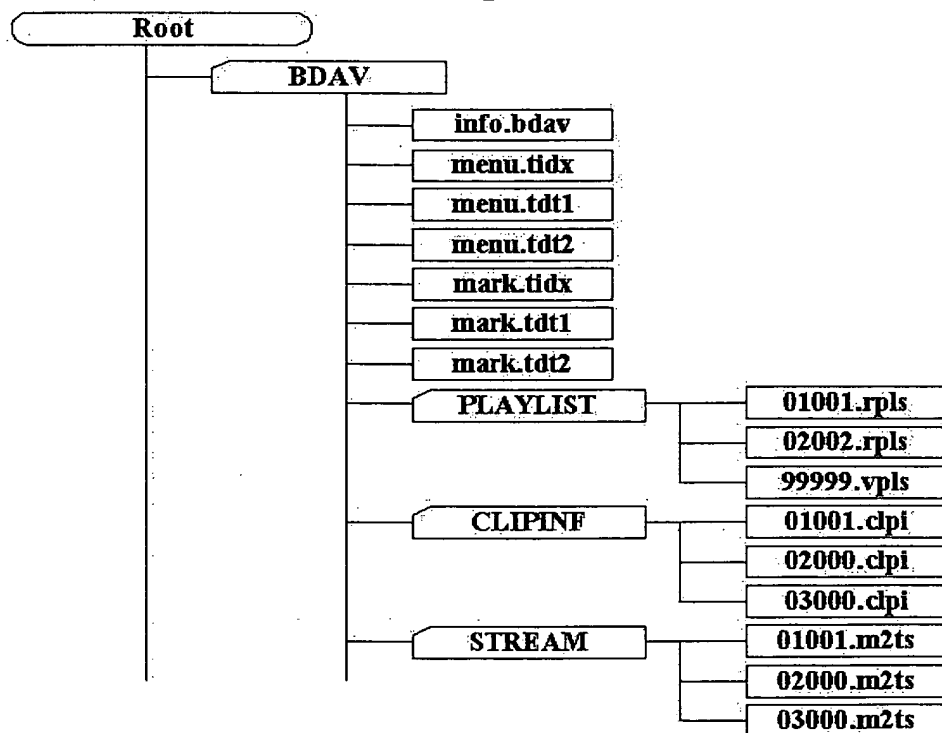 Root
BDAV
info.bdav
menu.tidx
menu.tdt1
menu.tdt2
mark.tidx
mark.tdt1
mark.tdt2
PLAYLIST
01001.rpls
02002.rpls
99999.vpls
CLIPINF
01001.clpi
02000.clpi
03000.clpi
STREAM
01001.m2ts
02000.m2ts
03000.m2ts